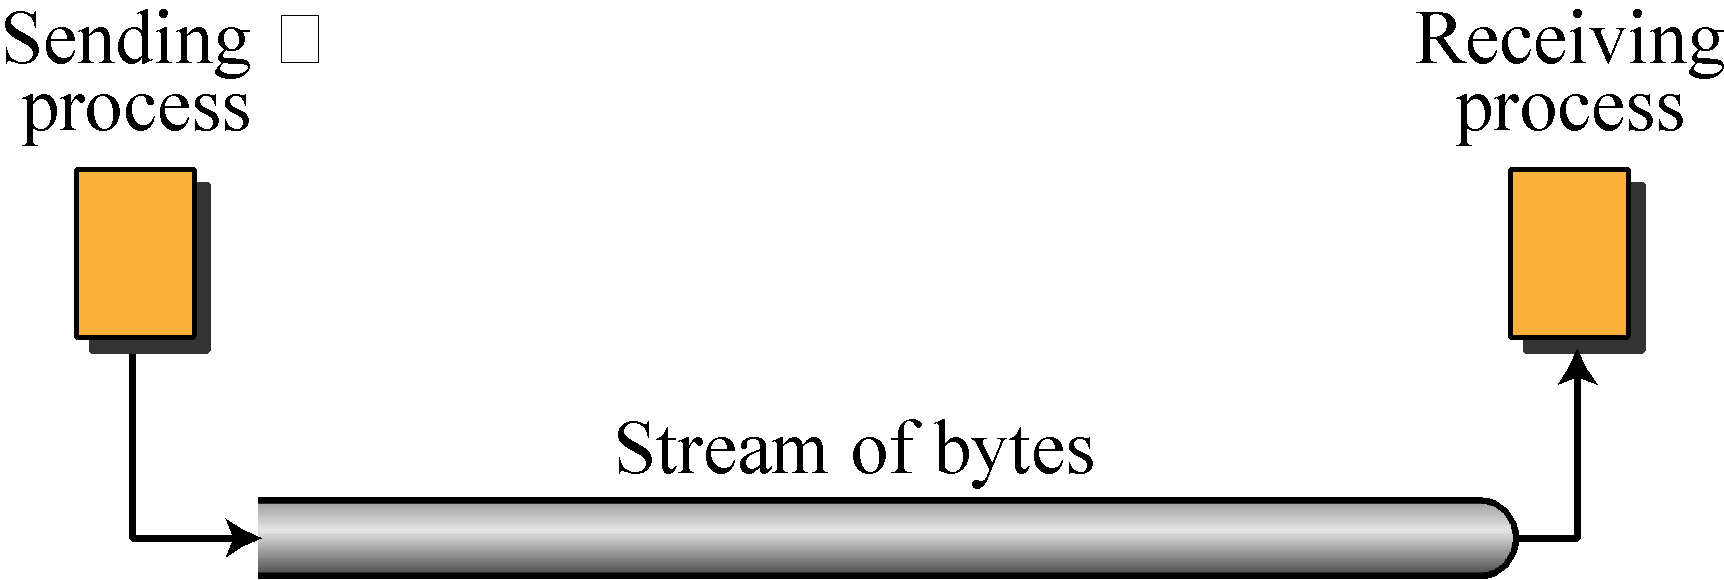 Sending
process
Receiving
process
Stream of bytes